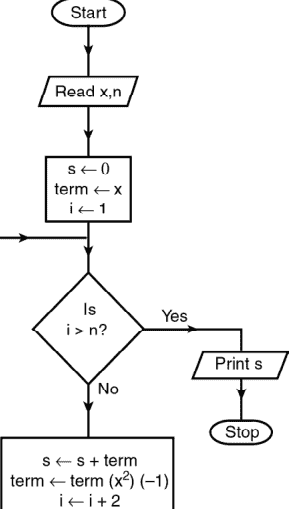 Start
Read x,n
s ← 0
term ← x
i ← 1
Is
i > n?
Yes
No
Print s
Stop
s ← s + term
term ← term (x²) (−1)
i ← i + 2